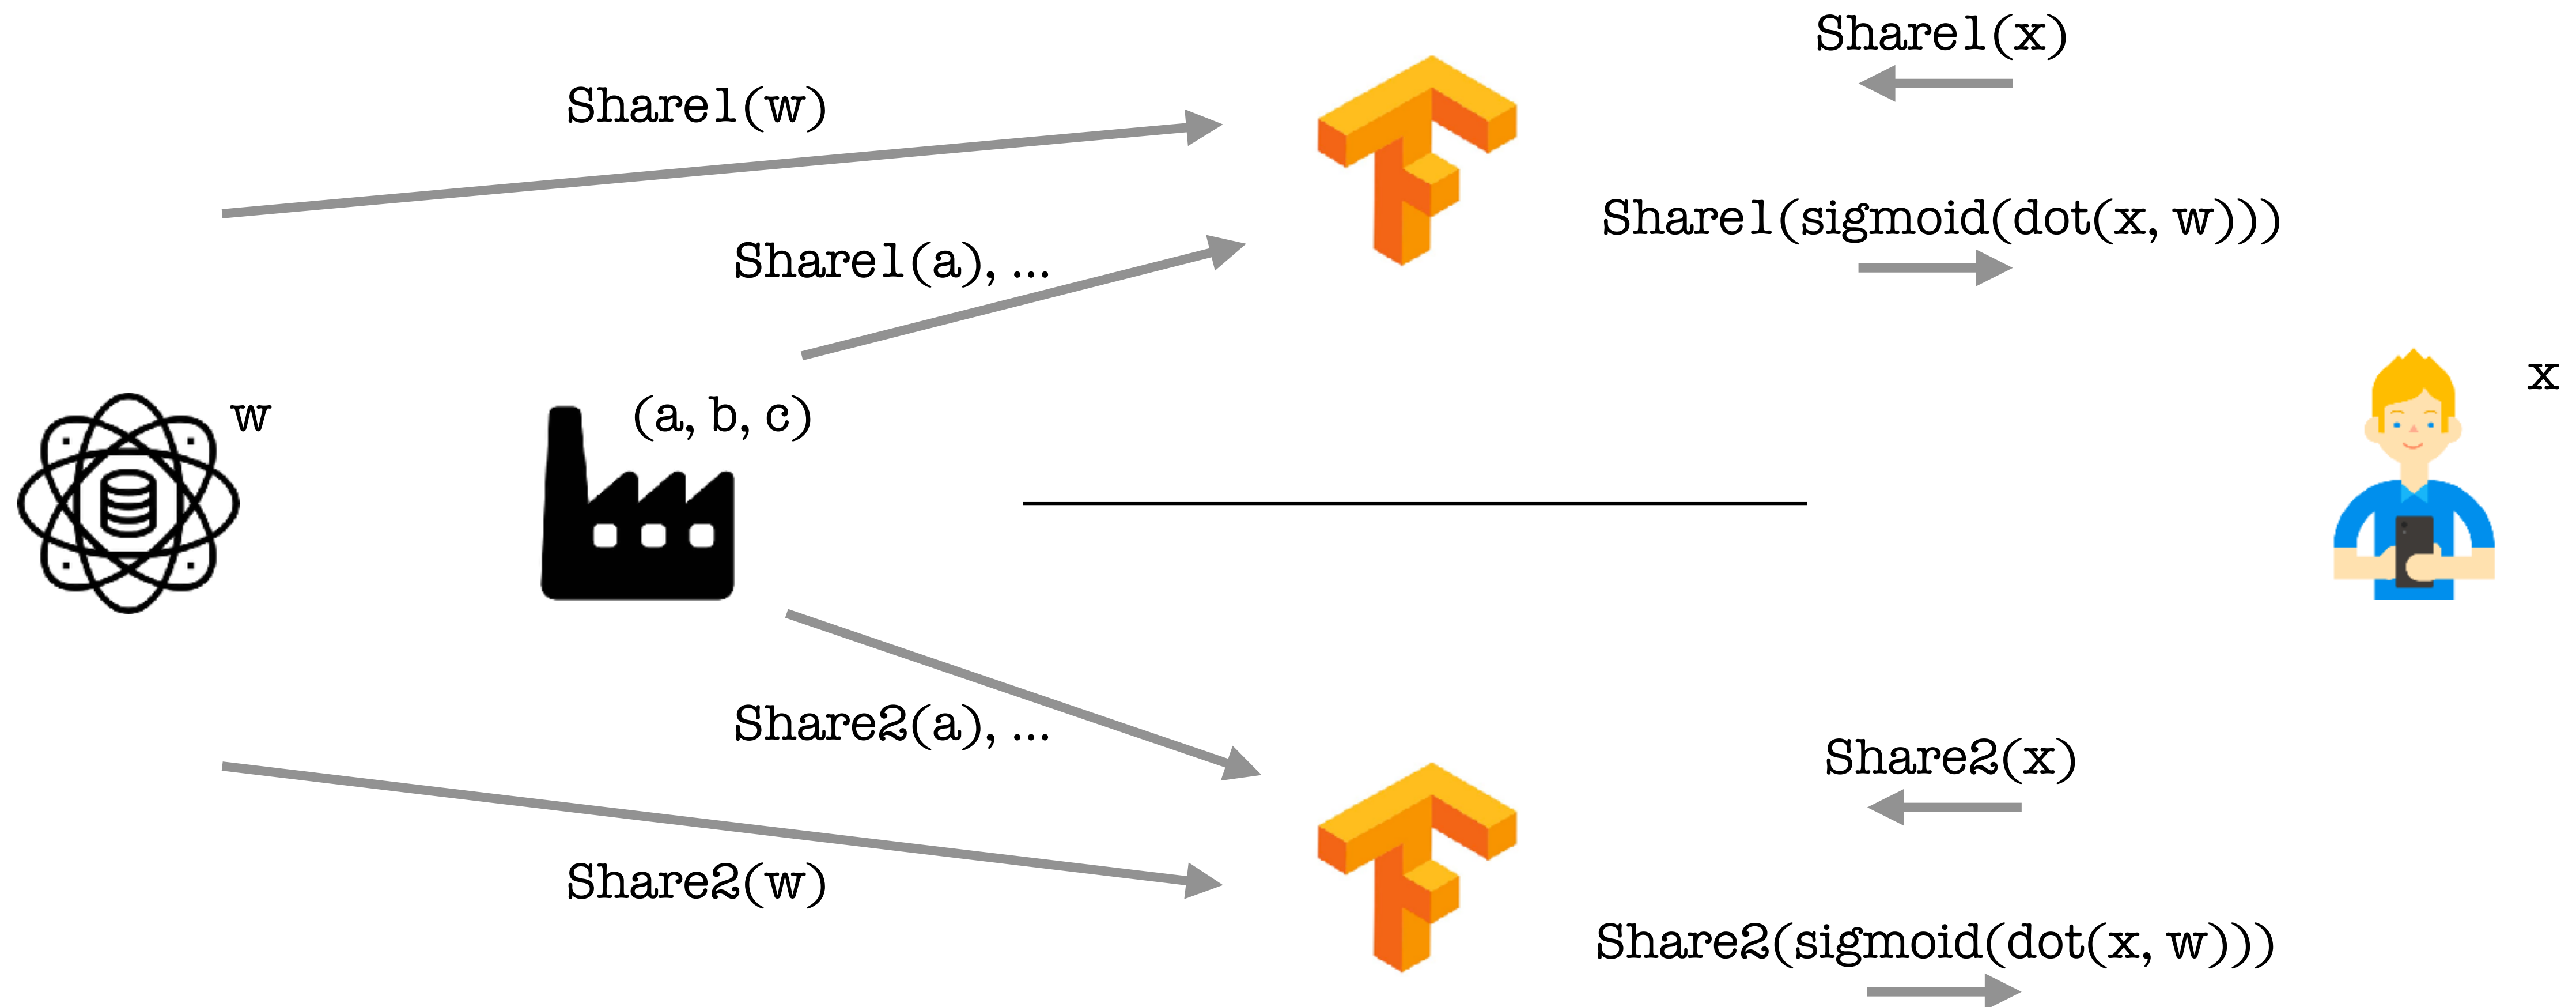 Share1(x)
Share1(w)
Share1(sigmoid(dot(x, w)))
Share1(a), ...
x
w
(a, b, c)
Share2(a), ...
Share2(x)
Share2(w)
Share2(sigmoid(dot(x, w)))